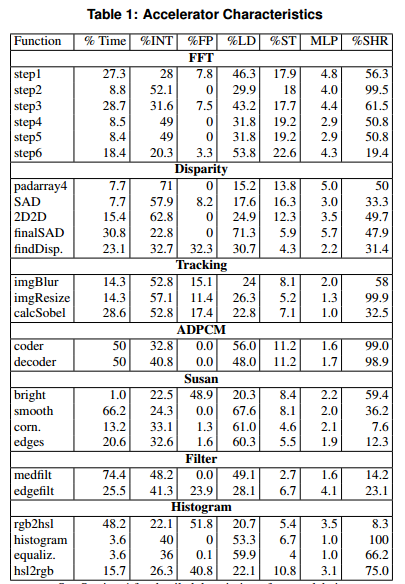 Table 1: Accelerator Characteristics
Function % Time %INT %FP %LD %ST MLP %SHR
FFT
step1 27.3 28 7.8 46.3 17.9 4.8 56.3
step2 8.8 52.1 0 29.9 18 4.0 99.5
step3 28.7 31.6 7.5 43.2 17.7 4.4 61.5
step4 8.5 49 0 31.8 19.2 2.9 50.8
step5 8.4 49 0 31.8 19.2 2.9 50.8
step6 18.4 20.3 3.3 53.8 22.6 4.3 19.4
Disparity
padarray4 7.7 71 0 15.2 13.8 5.0 50
SAD 7.7 57.9 8.2 17.6 16.3 3.0 33.3
2D2D 15.4 62.8 0 24.9 12.3 3.5 49.7
finalSAD 30.8 22.8 0 71.3 5.9 5.7 47.9
findDisp. 23.1 32.7 32.3 30.7 4.3 2.2 31.4
Tracking
imgBlur 14.3 52.8 15.1 24 8.1 2.0 58
imgResize 14.3 57.1 11.4 26.3 5.2 1.3 99.9
calcSobel 28.6 52.8 17.4 22.8 7.1 1.0 32.5
ADPCM
coder 50 32.8 0.0 56.0 11.2 1.6 99.0
decoder 50 40.8 0.0 48.0 11.2 1.7 98.9
Susan
bright 1.0 22.5 48.9 20.3 8.4 2.2 59.4
smooth 66.2 24.3 0.0 67.6 8.1 2.0 36.2
corn. 13.2 33.1 1.3 61.0 4.6 2.1 7.6
edges 20.6 32.6 1.6 60.3 5.5 1.9 12.3
Filter
medfilt 74.4 48.2 0.0 49.1 2.7 1.6 14.2
edgefilt 25.5 41.3 23.9 28.1 6.7 4.1 23.1
Histogram
rgb2hsl 48.2 22.1 51.8 20.7 5.4 3.5 8.3
histogram 3.6 40 0 53.3 6.7 1.0 100
equaliz. 3.6 36 0.1 59.9 4 1.0 66.2
hsl2rgb 15.7 26.3 40.8 22.1 10.8 3.1 75.0